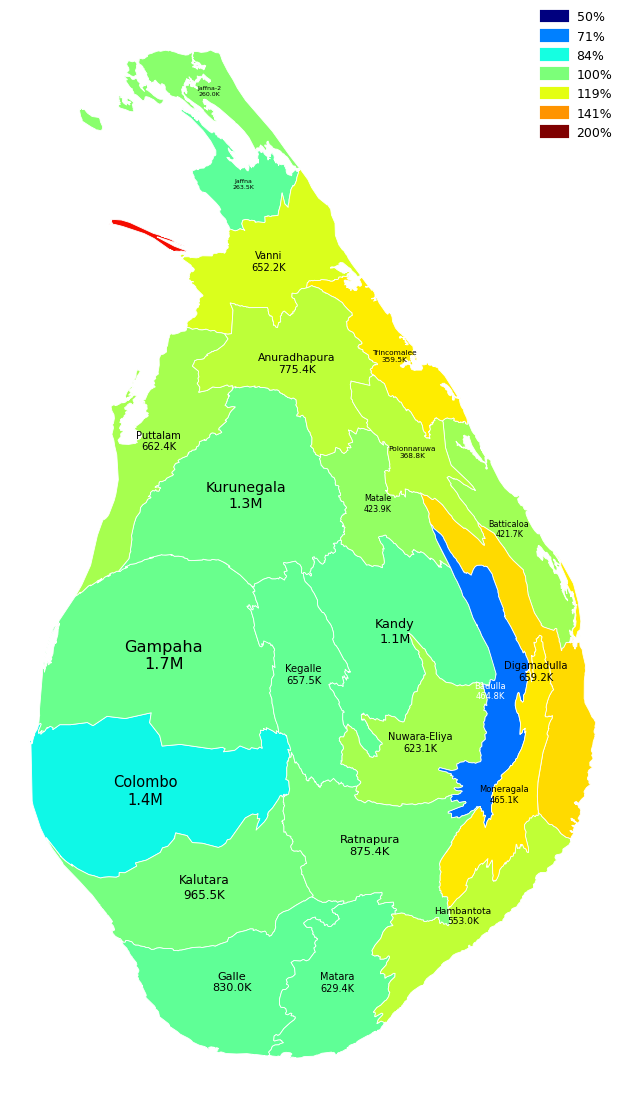 50%
71%
84%
100%
119%
141%
200%
Jaffna-2
260.0K
Jaffna
263.5K
Vanni
652.2K
Anuradhapura
775.4K
Trincomalee
359.5K
Puttalam
662.4K
Polonnaruwa
368.8K
Kurunegala
1.3M
Matale
423.9K
Batticaloa
421.7K
Kandy
1.1M
Gampaha
1.7M
Kegalle
657.5K
Digamadulla
659.2K
Badulla
464.8K
Nuwara-Eliya
623.1K
Colombo
1.4M
Moneragala
465.1K
Ratnapura
875.4K
Kalutara
965.5K
Hambantota
553.0K
Galle
830.0K
Matara
629.4K